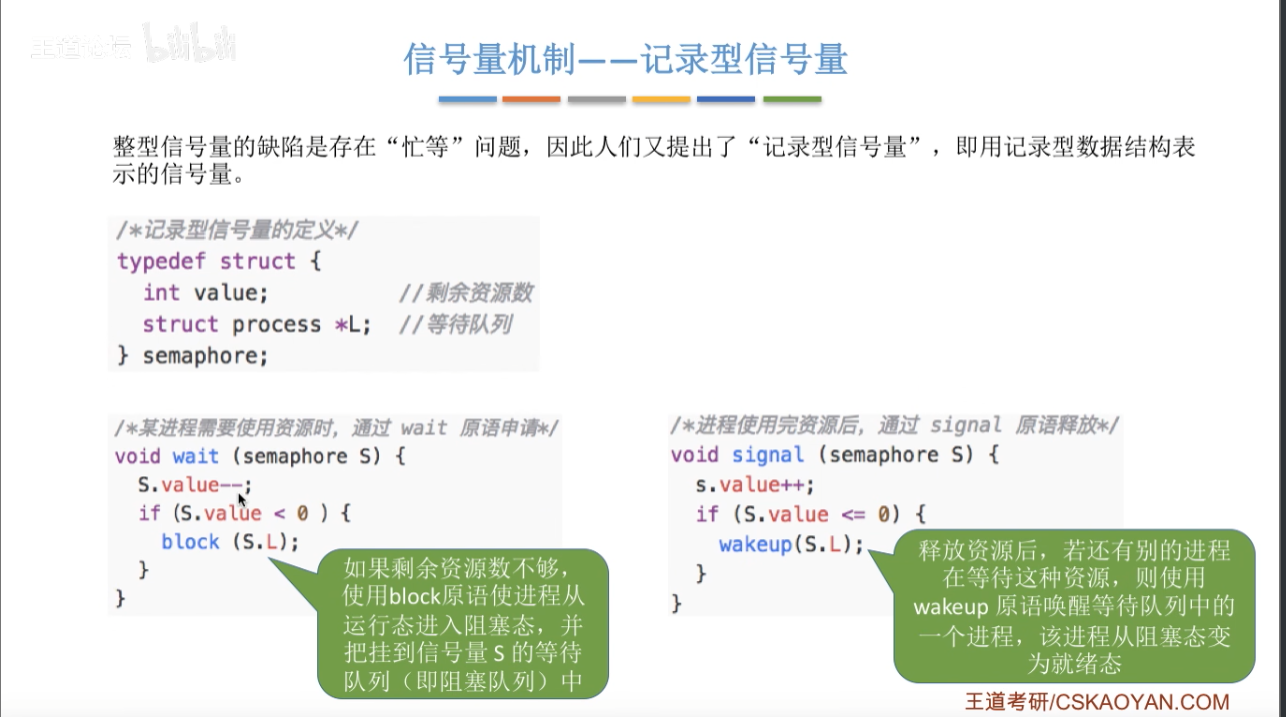 王道论坛 bilibili
信号量机制——记录型信号量
整型信号量的缺陷是存在“忙等”问题，因此人们又提出了“记录型信号量”，即用记录型数据结构表
示的信号量。
/*记录型信号量的定义*/
typedef struct {
int value; //剩余资源数
struct process *L; //等待队列
} semaphore;
/*某进程需要使用资源时，通过 wait 原语申请*/
void wait (semaphore S) {
S.value--;
if (S.value < 0 ) {
block (S.L);
}
}
如果剩余资源数不够，
使用block原语使进程从
运行态进入阻塞态，并
把挂到信号量 S 的等待
队列（即阻塞队列）中
/*进程使用完资源后，通过 signal 原语释放*/
void signal (semaphore S) {
s.value++;
if (S.value <= 0) {
wakeup(S.L);
}
}
释放资源后，若还有别的进程
在等待这种资源，则使用
wakeup 原语唤醒等待队列中的
一个进程，该进程从阻塞态变
为就绪态
王道考研/CSKAOYAN.COM